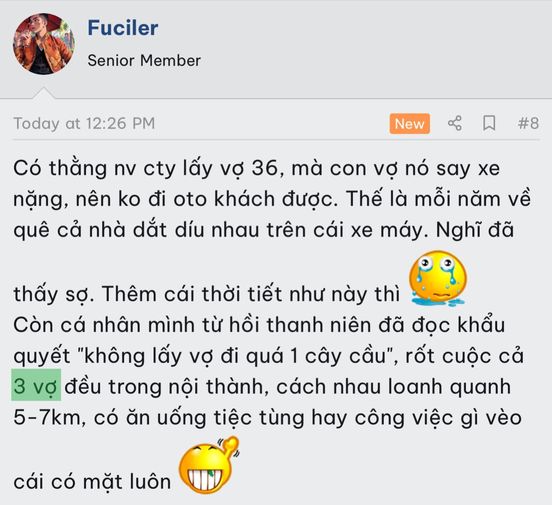 Fuciler
Senior Member
Today at 12:26 PM
New
#8
Có thằng nv cty lấy vợ 36, mà con vợ nó say xe
nặng, nên ko đi oto khách được. Thế là mỗi năm về
quê cả nhà dắt díu nhau trên cái xe máy. Nghĩ đã
thấy sợ. Thêm cái thời tiết như này thì
Còn cá nhân mình từ hồi thanh niên đã đọc khẩu
quyết "không lấy vợ đi quá 1 cây cầu", rốt cuộc cả
3 vợ đều trong nội thành, cách nhau loanh quanh
5-7km, có ăn uống tiệc tùng hay công việc gì vèo
cái có mặt luôn